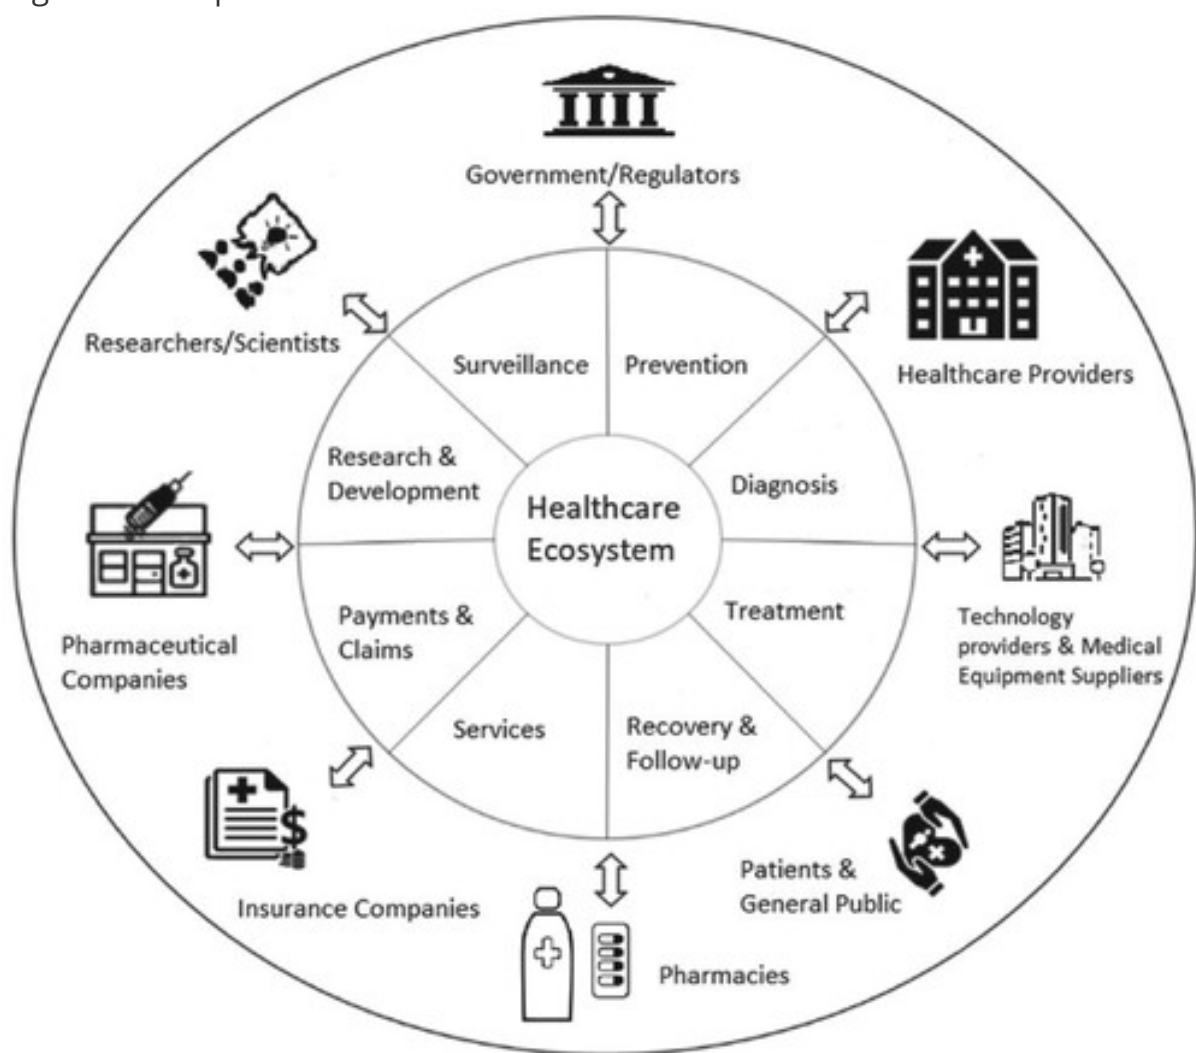 Government/Regulators
Researchers/Scientists
Healthcare Providers
Surveillance
Prevention
Research &
Development
Diagnosis
Healthcare
Ecosystem
Pharmaceutical
Companies
Payments &
Claims
Treatment
Technology
providers & Medical
Equipment Suppliers
Services
Recovery &
Follow-up
Insurance Companies
Patients &
General Public
Pharmacies